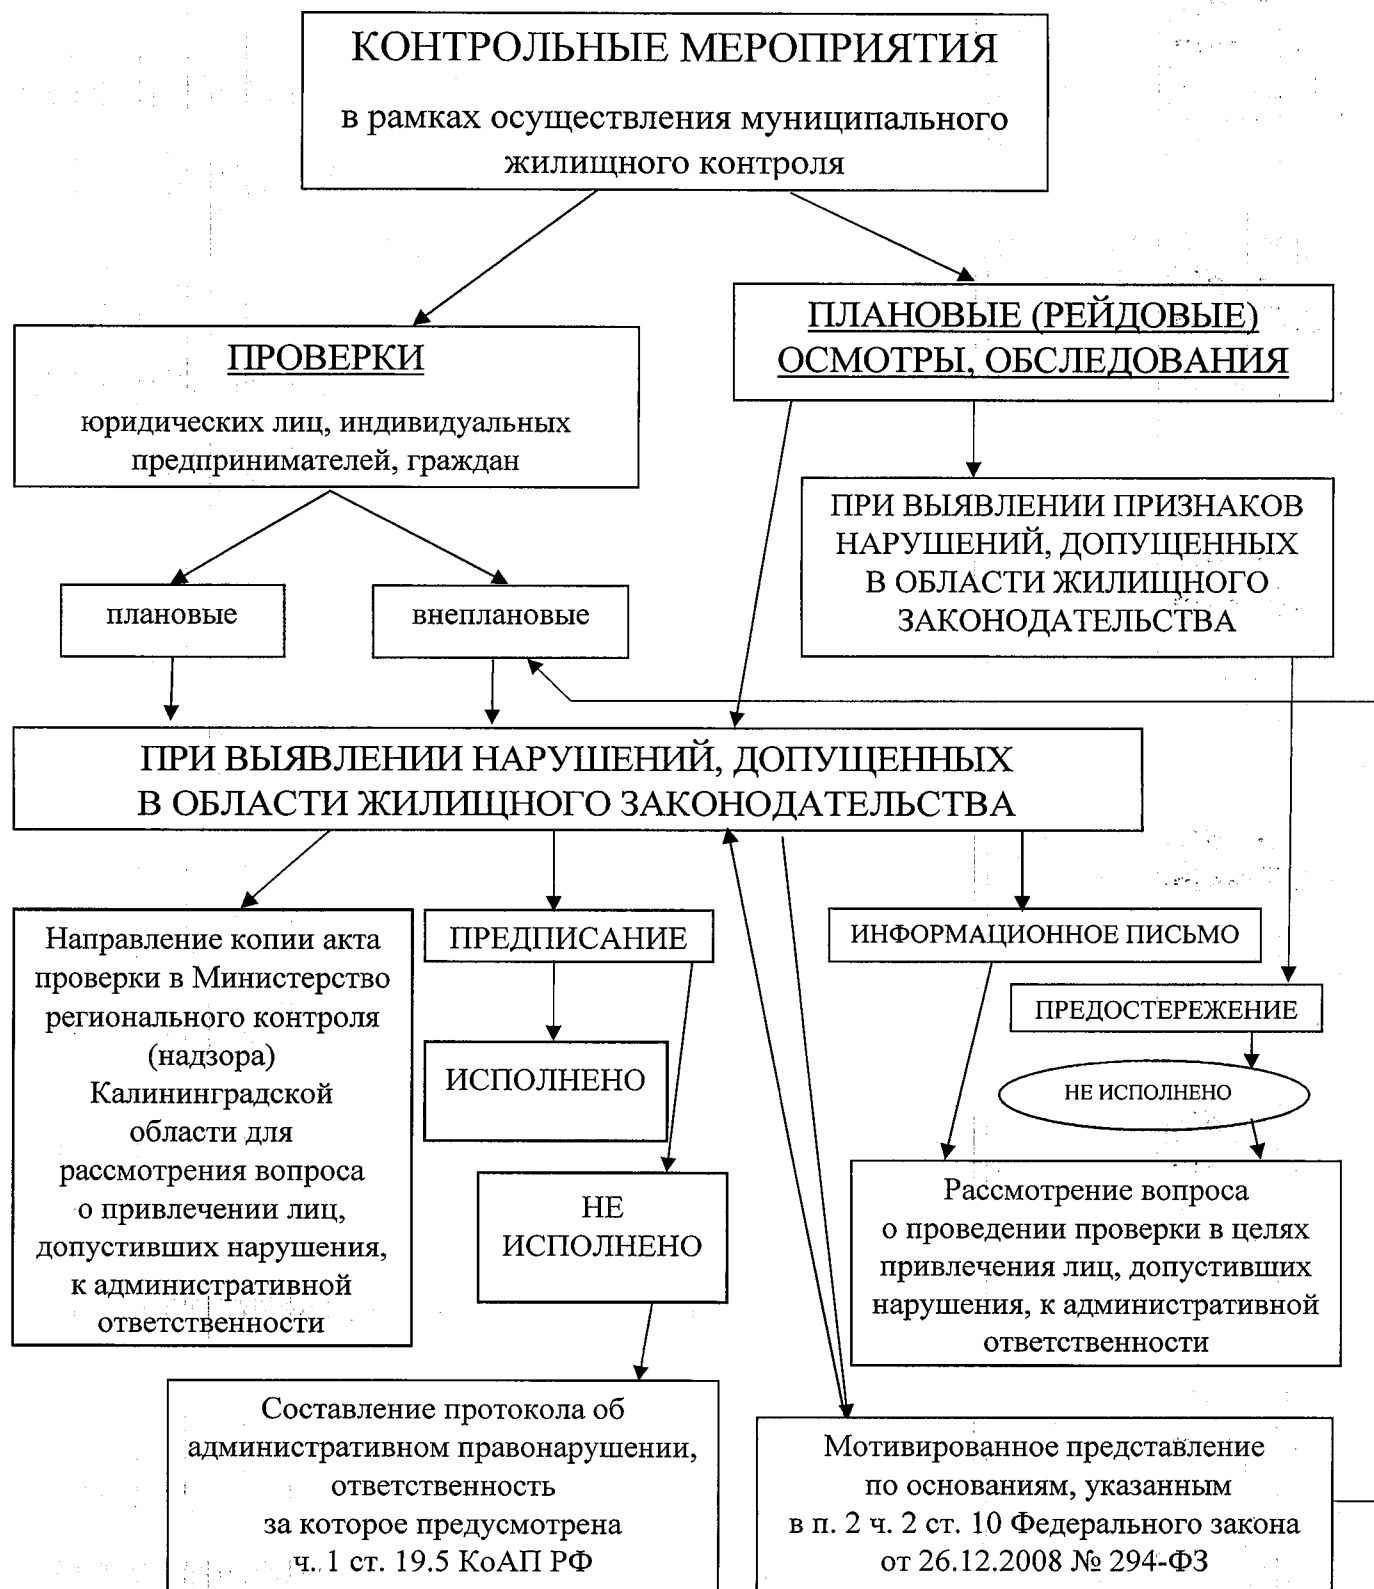 КОНТРОЛЬНЫЕ МЕРОПРИЯТИЯ
в рамках осуществления муниципального
жилищного контроля
ПЛАНОВЫЕ (РЕЙДОВЫЕ)
ОСМОТРЫ, ОБСЛЕДОВАНИЯ
ПРОВЕРКИ
юридических лиц, индивидуальных
предпринимателей, граждан
ПРИ ВЫЯВЛЕНИИ ПРИЗНАКОВ
НАРУШЕНИЙ, ДОПУЩЕННЫХ
В ОБЛАСТИ ЖИЛИЩНОГО
ЗАКОНОДАТЕЛЬСТВА
плановые
внеплановые
ПРИ ВЫЯВЛЕНИИ НАРУШЕНИЙ, ДОПУЩЕННЫХ
В ОБЛАСТИ ЖИЛИЩНОГО ЗАКОНОДАТЕЛЬСТВА
Направление копии акта
проверки в Министерство
регионального контроля
(надзора)
Калининградской
области для
рассмотрения вопроса
о привлечении лиц,
допустивших нарушения,
к административной
ответственности
ПРЕДПИСАНИЕ
ИСПОЛНЕНО
НЕ
ИСПОЛНЕНО
ИНФОРМАЦИОННОЕ ПИСЬМО
ПРЕДОСТЕРЕЖЕНИЕ
НЕ ИСПОЛНЕНО
Рассмотрение вопроса
о проведении проверки в целях
привлечения лиц, допустивших
нарушения, к административной
ответственности
Составление протокола об
административном правонарушении,
ответственность
за которое предусмотрена
ч. 1 ст. 19.5 КоАП РФ
Мотивированное представление
по основаниям, указанным
в п. 2 ч. 2 ст. 10 Федерального закона
от 26.12.2008 № 294-ФЗ